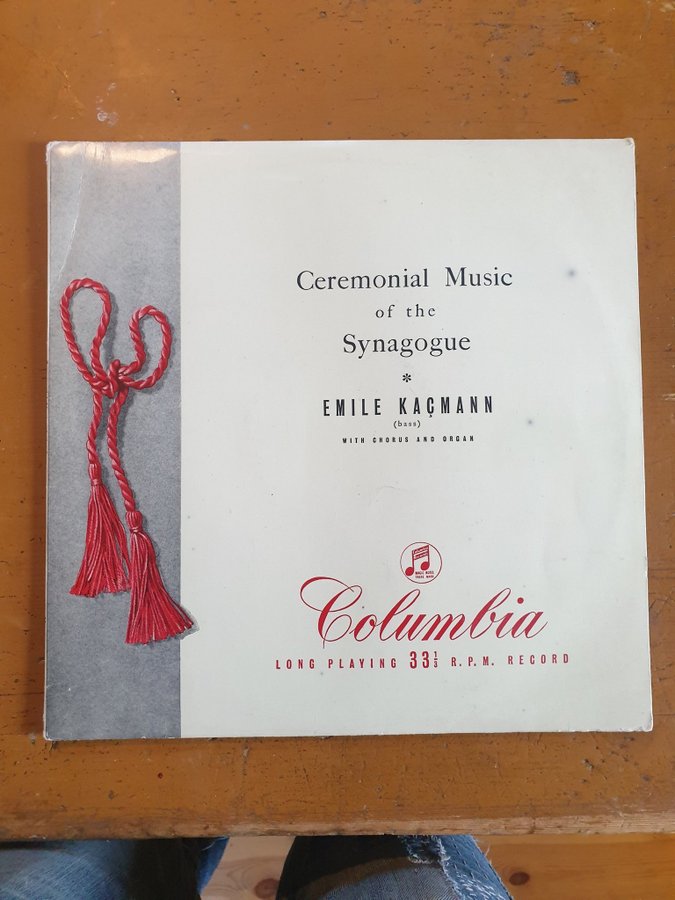 Ceremonial Music
of the
Synagogue
*
EMILE KAÇMANN
(bass)
WITH CHORUS AND ORGAN
Columbia
LONG PLAYING 33⅓ R.P.M. RECORD